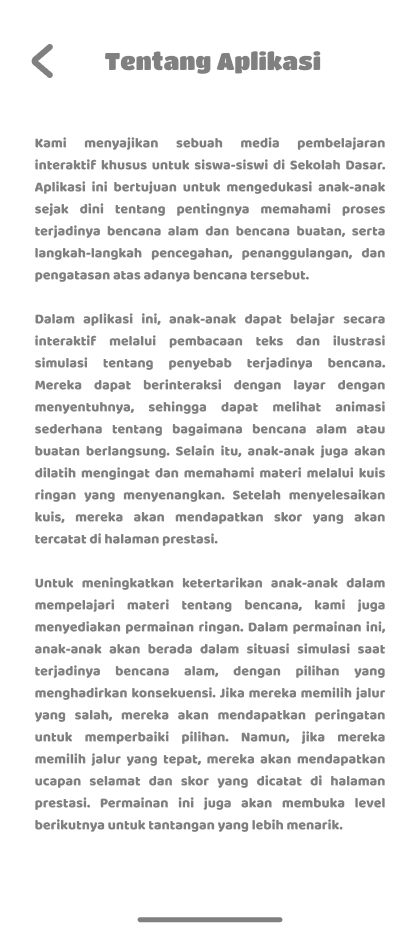 Tentang Aplikasi
Kami menyajikan sebuah media pembelajaran
interaktif khusus untuk siswa-siswi di Sekolah Dasar.
Aplikasi ini bertujuan untuk mengedukasi anak-anak
sejak dini tentang pentingnya memahami proses
terjadinya bencana alam dan bencana buatan, serta
langkah-langkah pencegahan, penanggulangan, dan
pengatasan atas adanya bencana tersebut.
Dalam aplikasi ini, anak-anak dapat belajar secara
interaktif melalui pembacaan teks dan ilustrasi
simulasi tentang penyebab terjadinya bencana.
Mereka dapat berinteraksi dengan layar dengan
menyentuhnya, sehingga dapat melihat animasi
sederhana tentang bagaimana bencana alam atau
buatan berlangsung. Selain itu, anak-anak juga akan
dilatih mengingat dan memahami materi melalui kuis
ringan yang menyenangkan. Setelah menyelesaikan
kuis, mereka akan mendapatkan skor yang akan
tercatat di halaman prestasi.
Untuk meningkatkan ketertarikan anak-anak dalam
mempelajari materi tentang bencana, kami juga
menyediakan permainan ringan. Dalam permainan ini,
anak-anak akan berada dalam situasi simulasi saat
terjadinya bencana alam, dengan pilihan yang
menghadirkan konsekuensi. Jika mereka memilih jalur
yang salah, mereka akan mendapatkan peringatan
untuk memperbaiki pilihan. Namun, jika mereka
memilih jalur yang tepat, mereka akan mendapatkan
ucapan selamat dan skor yang dicatat di halaman
prestasi. Permainan ini juga akan membuka level
berikutnya untuk tantangan yang lebih menarik.